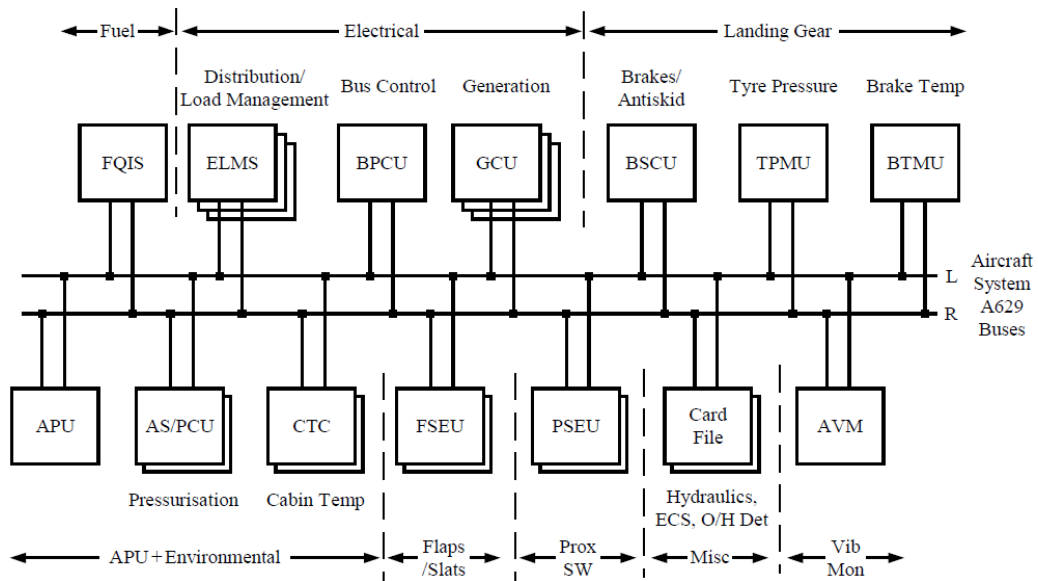 Fuel
Electrical
Landing Gear
Distribution/
Load Management
Bus Control
Generation
Brakes/
Antiskid
Tyre Pressure
Brake Temp
FQIS
ELMS
BPCU
GCU
BSCU
TPMU
BTMU
L
R
Aircraft
System
A629
Buses
APU
AS/PCU
CTC
FSEU
PSEU
Card
File
AVM
Pressurisation
Cabin Temp
Hydraulics,
ECS, O/H Det
APU+Environmental
Flaps
/Slats
Prox
SW
Misc
Vib
Mon